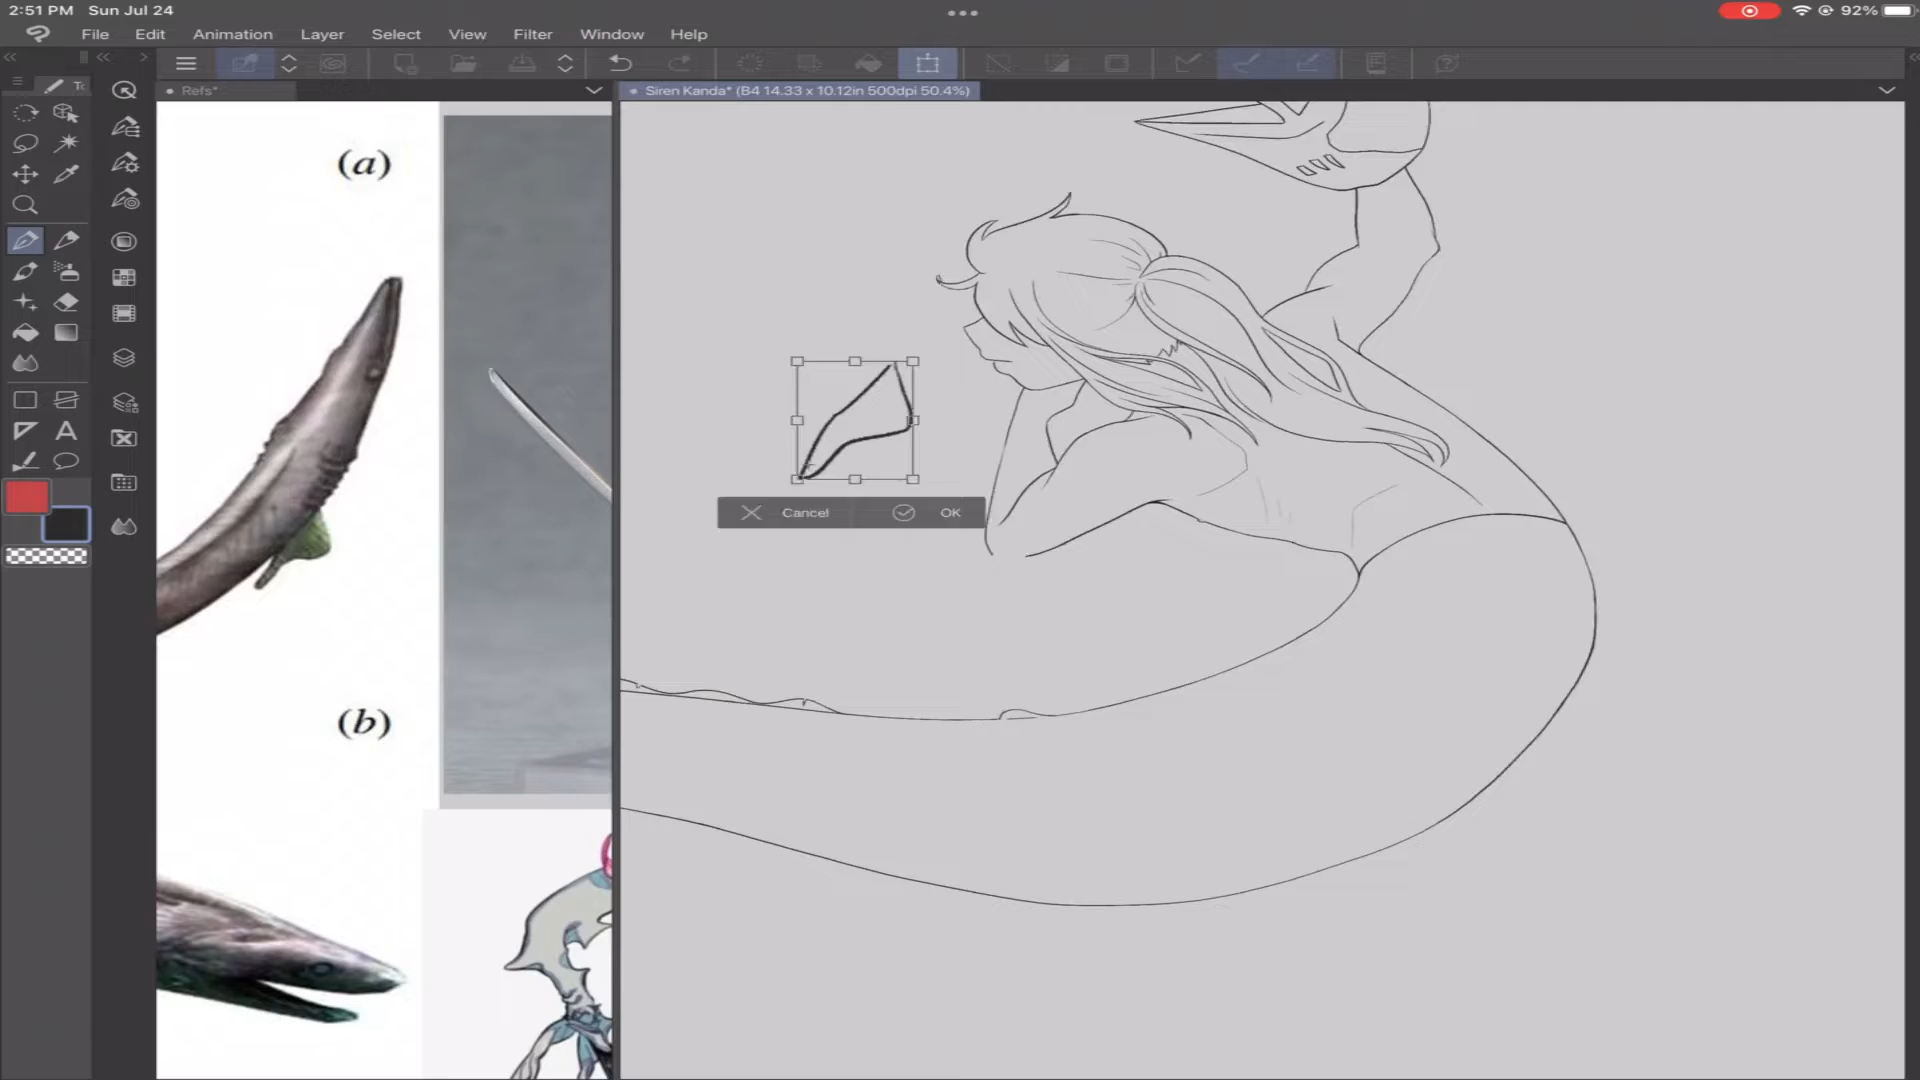 2:51 PM Sun Jul 24
92%
File Edit Animation Layer Select View Filter Window Help
Refs*
Siren Kanda* (B4 14.33 x 10.12in 500dpi 50.4%)
(a)
Cancel
OK
(b)